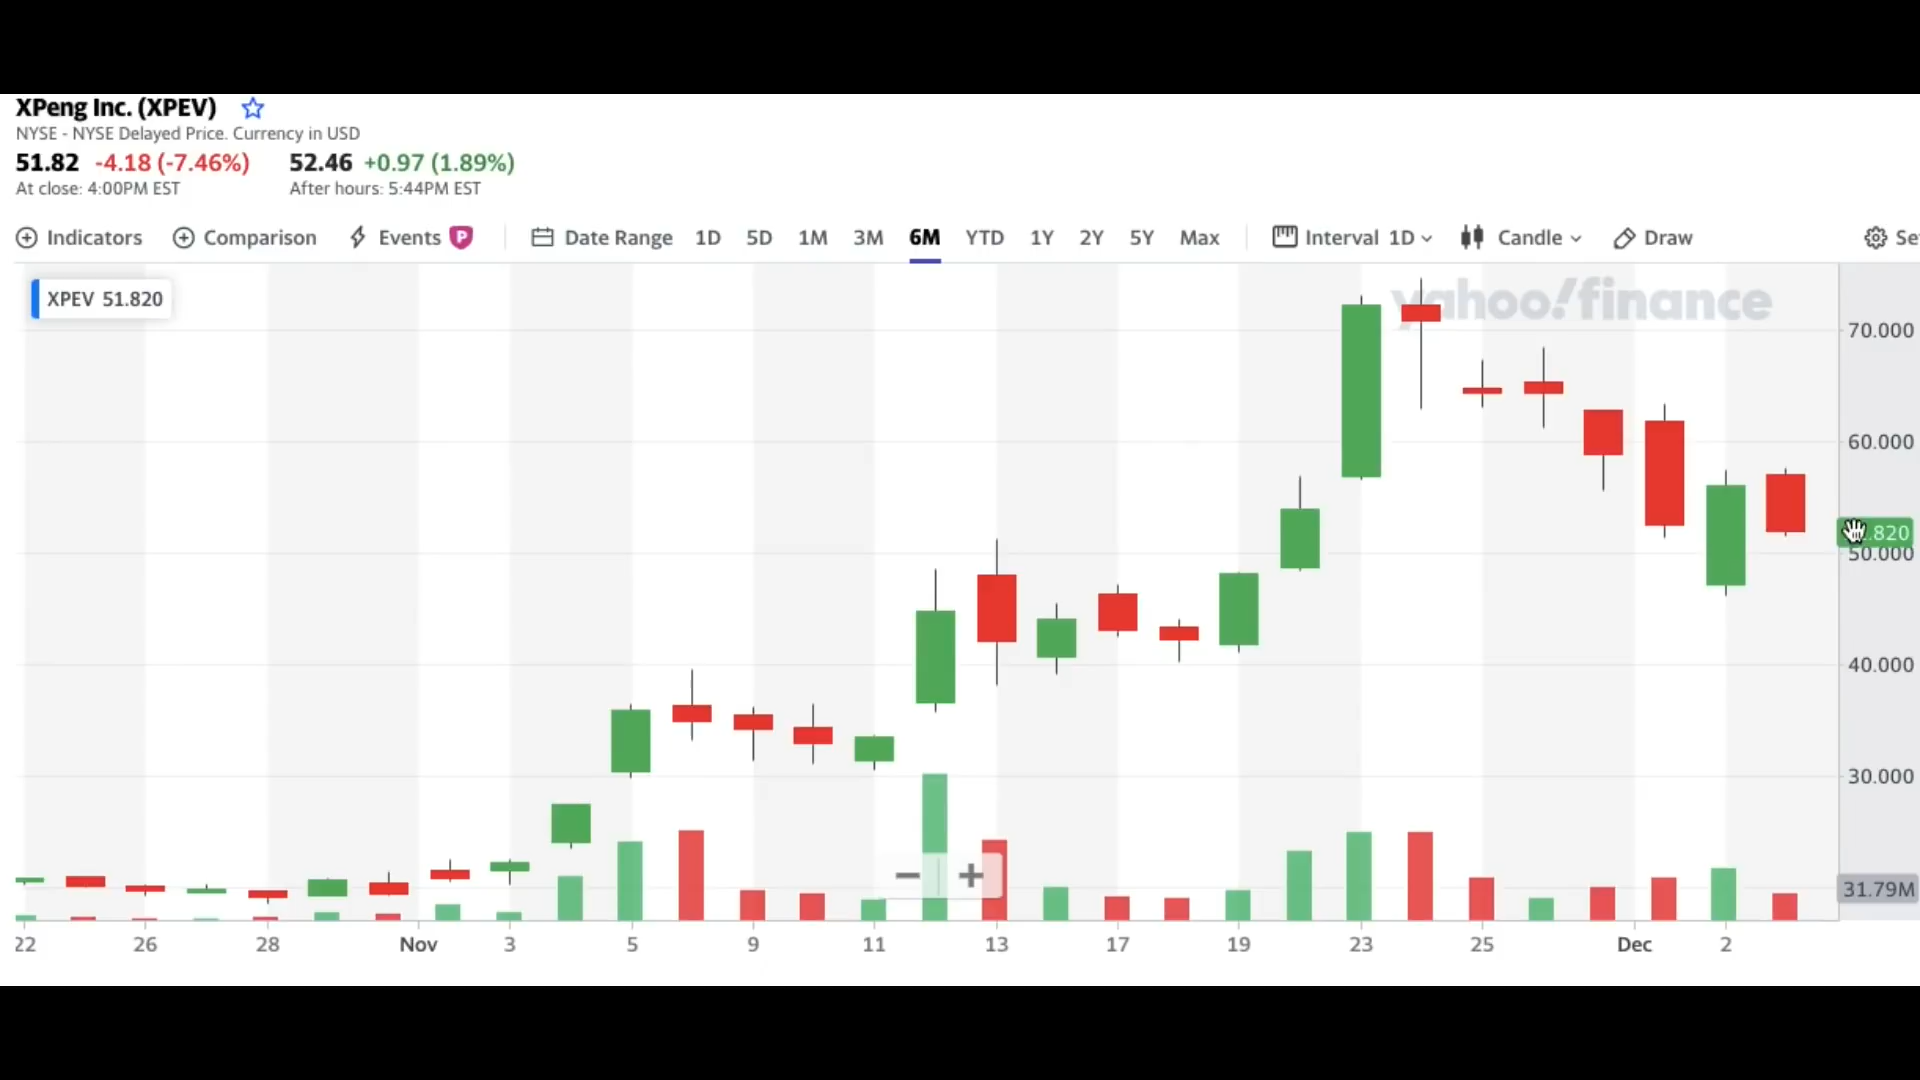 XPeng Inc. (XPEV)
NYSE - NYSE Delayed Price. Currency in USD
51.82 -4.18 (-7.46%) 52.46 +0.97 (1.89%)
At close: 4:00PM EST After hours: 5:44PM EST
Indicators Comparison Events P Date Range 1D 5D 1M 3M 6M YTD 1Y 2Y 5Y Max Interval 1D Candle Draw Se
XPEV 51.820
yahoo!finance
70.000
60.000
.820
50.000
40.000
30.000
31.79M
22 26 28 Nov 3 5 9 11 13 17 19 23 25 Dec 2